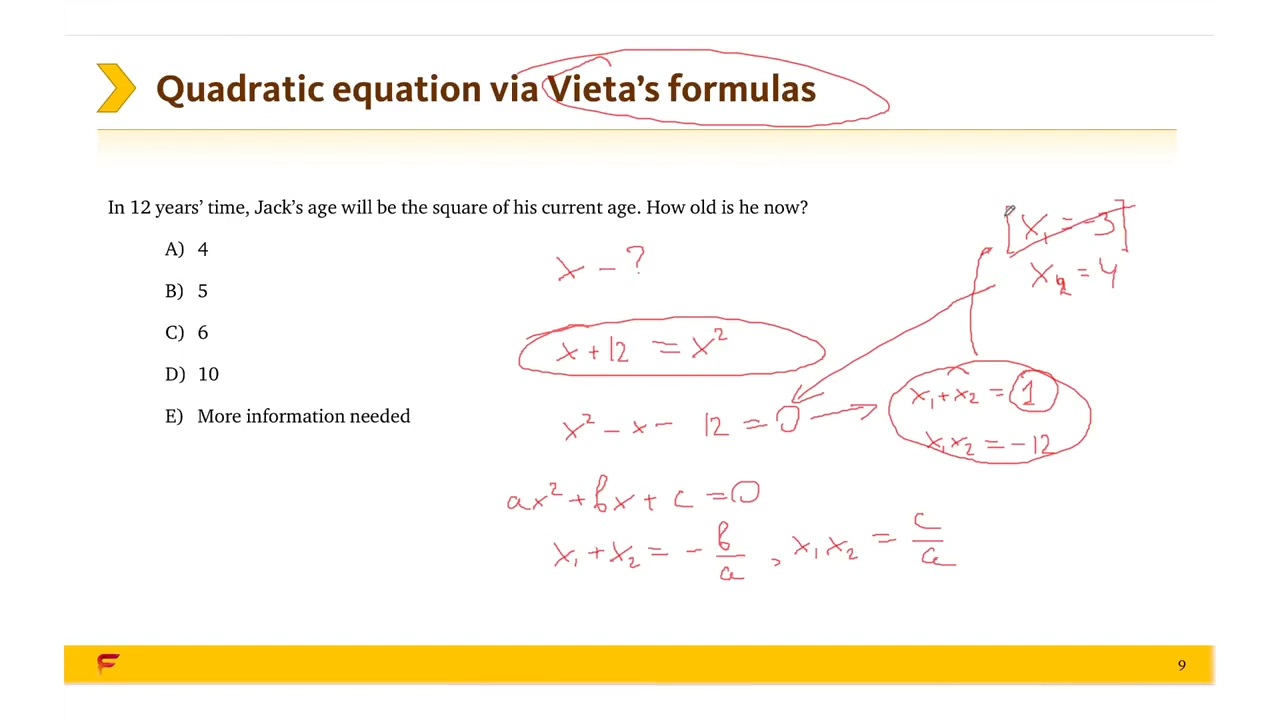 Quadratic equation via Vieta's formulas
In 12 years' time, Jack's age will be the square of his current age. How old is he now?
A) 4
B) 5
C) 6
D) 10
E) More information needed
x - ?
x + 12 = x²
x² - x - 12 = 0
ax² + bx + c = 0
x₁ + x₂ = - b/a , x₁x₂ = c/a
x₁ = -3
x₂ = 4
x₁ + x₂ = 1
x₁x₂ = -12
F
9